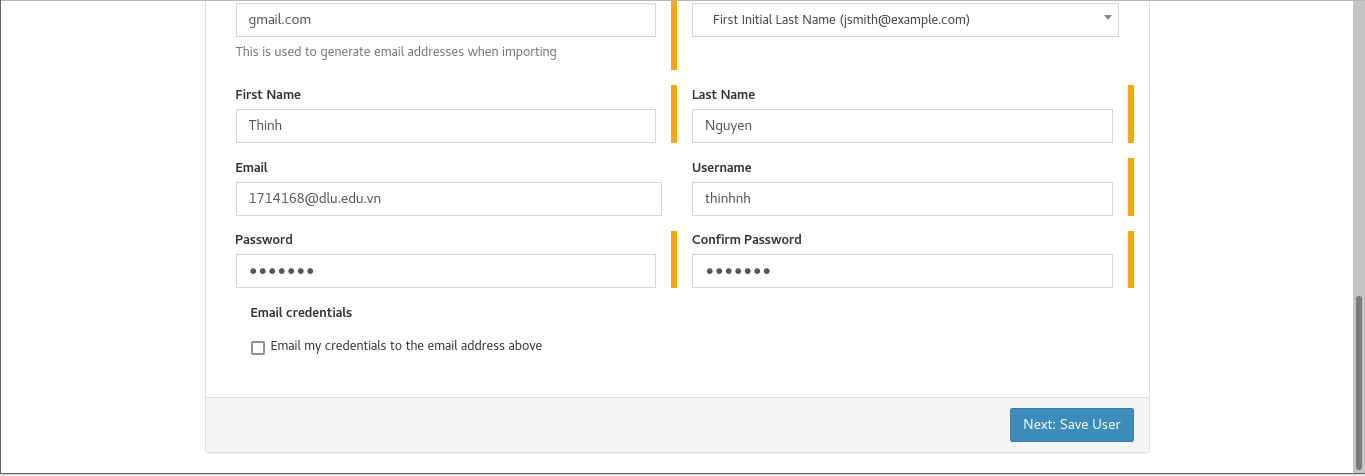 gmail.com
First Initial Last Name (jsmith@example.com)
This is used to generate email addresses when importing
First Name
Last Name
Thinh
Nguyen
Email
Username
1714168@dlu.edu.vn
thinhnh
Password
Confirm Password
●●●●●●●
●●●●●●●
Email credentials
Email my credentials to the email address above
Next: Save User